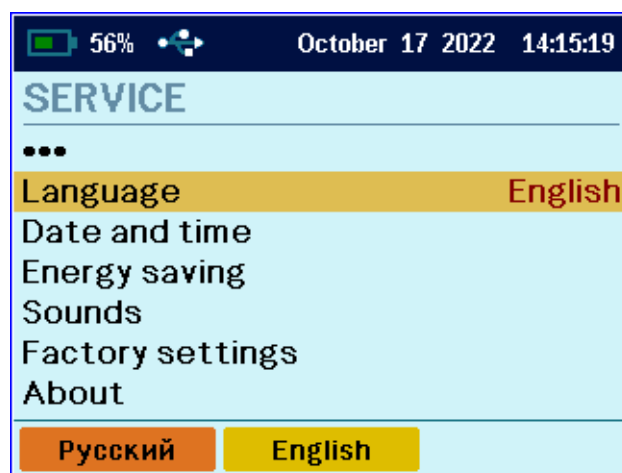 56% October 17 2022 14:15:19
SERVICE
•••
Language English
Date and time
Energy saving
Sounds
Factory settings
About
Русский English